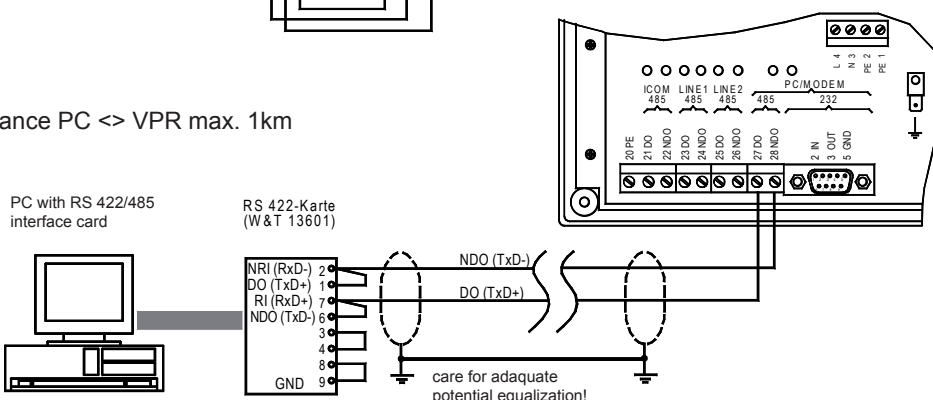 L 4
N 3
PE 2
PE 1
PC/MODEM
ICOM LINE1 LINE2
485 485 485 485 232
20 PE
21 DO
22 NDO
23 DO
24 NDO
25 DO
26 NDO
27 DO
28 NDO
2 IN
3 OUT
5 GND
ance PC <> VPR max. 1km
PC with RS 422/485
interface card
RS 422-Karte
(W&T 13601)
NRI (RxD-) 2
DO (TxD+) 1
RI (RxD+) 7
NDO (TxD-) 6
3
4
8
GND 9
NDO (TxD-)
DO (TxD+)
care for adaquate
potential equalization!